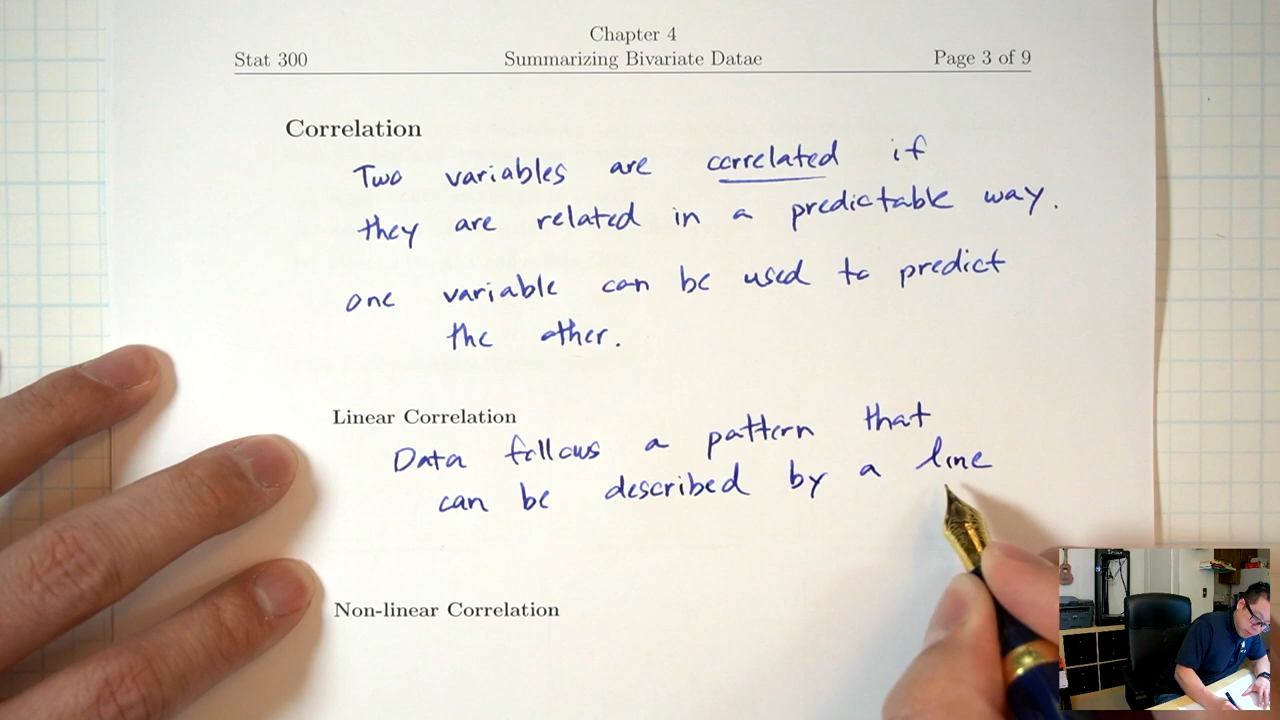 Chapter 4
Stat 300 Summarizing Bivariate Datae Page 3 of 9
Correlation
Two variables are correlated if
they are related in a predictable way.
one variable can be used to predict
the other.
Linear Correlation
Data follows a pattern that
can be described by a line
Non-linear Correlation